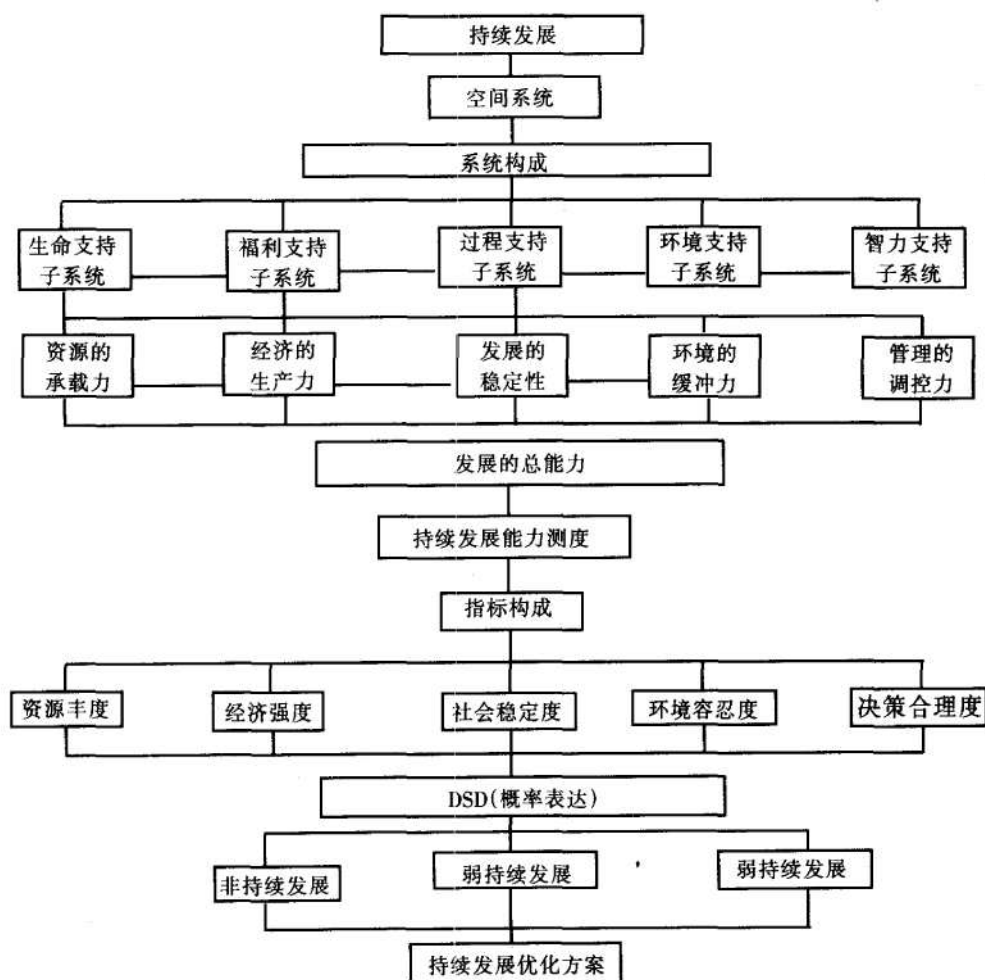 持续发展
空间系统
系统构成
生命支持
子系统
福利支持
子系统
过程支持
子系统
环境支持
子系统
智力支持
子系统
资源的
承载力
经济的
生产力
发展的
稳定性
环境的
缓冲力
管理的
调控力
发展的总能力
持续发展能力测度
指标构成
资源丰度
经济强度
社会稳定度
环境容忍度
决策合理度
DSD(概率表达)
非持续发展
弱持续发展
弱持续发展
持续发展优化方案